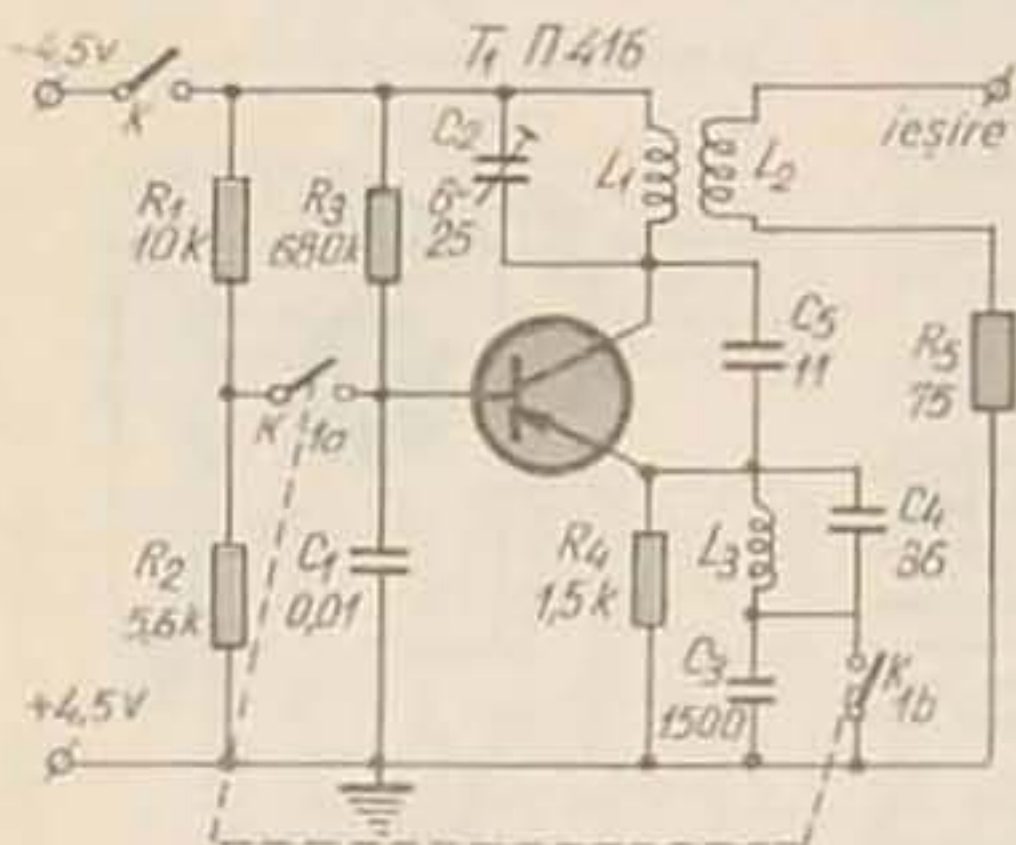 -4,5V
K
T1 П416
C2
6-
25
L1
L2
ieşire
R1
10k
R3
680k
C5
11
R5
75
K 1a
R2
5,6k
C1
0,01
R4
1,5k
L3
C4
36
C3
1500
K 1b
+4,5V